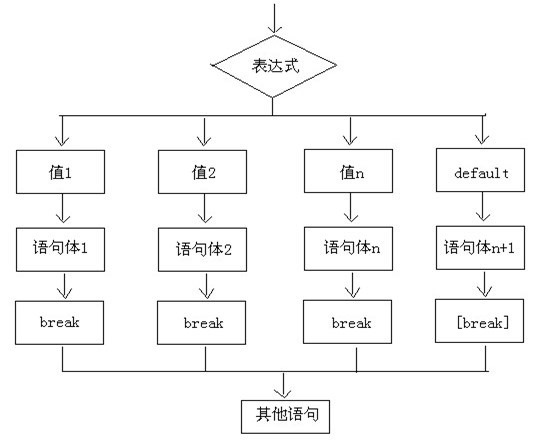 表达式
值1
值2
值n
default
语句体1
语句体2
语句体n
语句体n+1
break
break
break
[break]
其他语句